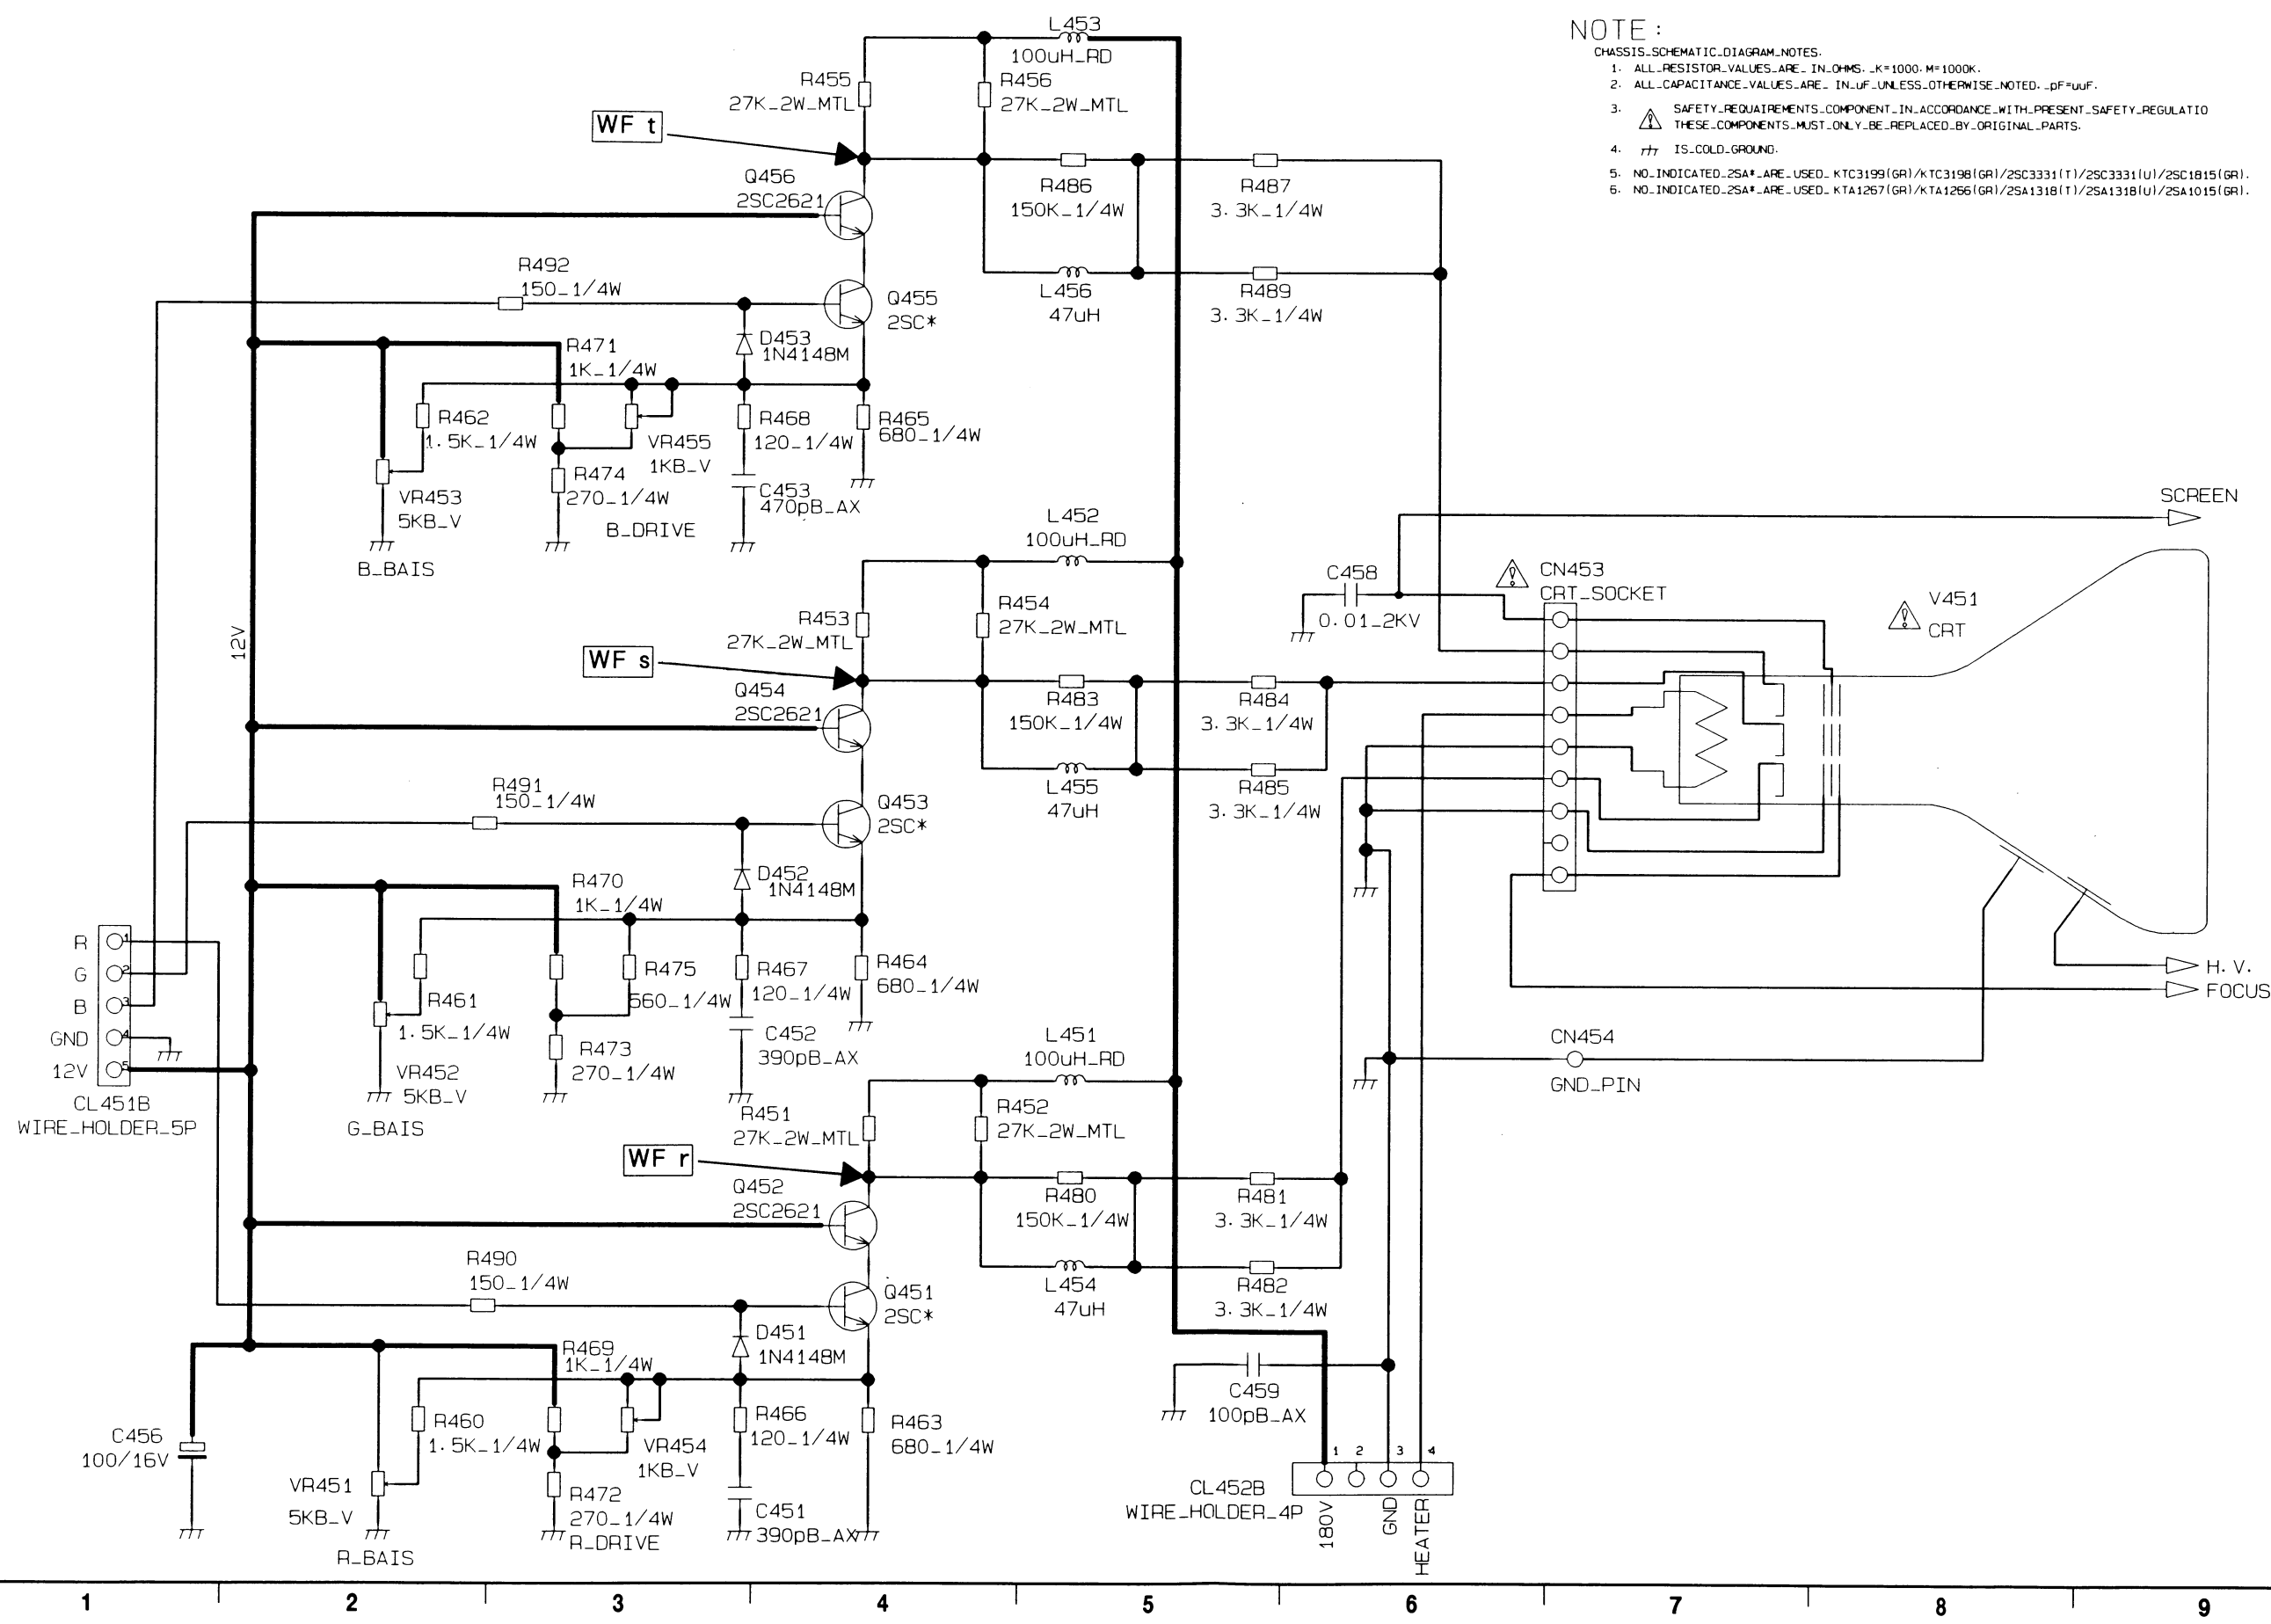 NOTE :
CHASSIS_SCHEMATIC_DIAGRAM_NOTES.
1. ALL_RESISTOR_VALUES_ARE_ IN_OHMS. _K=1000. M=1000K.
2. ALL_CAPACITANCE_VALUES_ARE_ IN_uF_UNLESS_OTHERWISE_NOTED. _pF=uuF.
3. SAFETY_REQUAIREMENTS_COMPONENT_IN_ACCORDANCE_WITH_PRESENT_SAFETY_REGULATIO
THESE_COMPONENTS_MUST_ONLY_BE_REPLACED_BY_ORIGINAL_PARTS.
4. IS_COLD_GROUND.
5. NO_INDICATED_2SA*_ARE_USED_ KTC3199(GR)/KTC3198(GR)/2SC3331(T)/2SC3331(U)/2SC1815(GR).
6. NO_INDICATED_2SA*_ARE_USED_ KTA1267(GR)/KTA1266(GR)/2SA1318(T)/2SA1318(U)/2SA1015(GR).
L453
100uH_RD
R455
27K_2W_MTL
R456
27K_2W_MTL
WF t
Q456
2SC2621
R486
150K_1/4W
R487
3.3K_1/4W
R492
150_1/4W
Q455
2SC*
L456
47uH
R489
3.3K_1/4W
D453
1N4148M
R471
1K_1/4W
R462
1.5K_1/4W
VR455
1KB_V
R468
120_1/4W
R465
680_1/4W
VR453
5KB_V
R474
270_1/4W
C453
470pB_AX
B_DRIVE
B_BAIS
12V
L452
100uH_RD
R453
27K_2W_MTL
R454
27K_2W_MTL
WF s
Q454
2SC2621
R483
150K_1/4W
R484
3.3K_1/4W
R491
150_1/4W
Q453
2SC*
L455
47uH
R485
3.3K_1/4W
D452
1N4148M
R470
1K_1/4W
R461
1.5K_1/4W
R475
560_1/4W
R467
120_1/4W
R464
680_1/4W
C452
390pB_AX
VR452
5KB_V
R473
270_1/4W
G_BAIS
C458
0.01_2KV
CN453
CRT_SOCKET
V451
CRT
SCREEN
H.V.
FOCUS
CN454
GND_PIN
R 1
G 2
B 3
GND 4
12V 5
CL451B
WIRE_HOLDER_5P
L451
100uH_RD
R451
27K_2W_MTL
R452
27K_2W_MTL
WF r
Q452
2SC2621
R480
150K_1/4W
R481
3.3K_1/4W
R490
150_1/4W
Q451
2SC*
L454
47uH
R482
3.3K_1/4W
D451
1N4148M
R469
1K_1/4W
R460
1.5K_1/4W
VR454
1KB_V
R466
120_1/4W
R463
680_1/4W
C456
100/16V
VR451
5KB_V
R472
270_1/4W
R_DRIVE
C451
390pB_AX
R_BAIS
C459
100pB_AX
1 2 3 4
CL452B
WIRE_HOLDER_4P
180V
GND
HEATER
1 2 3 4 5 6 7 8 9